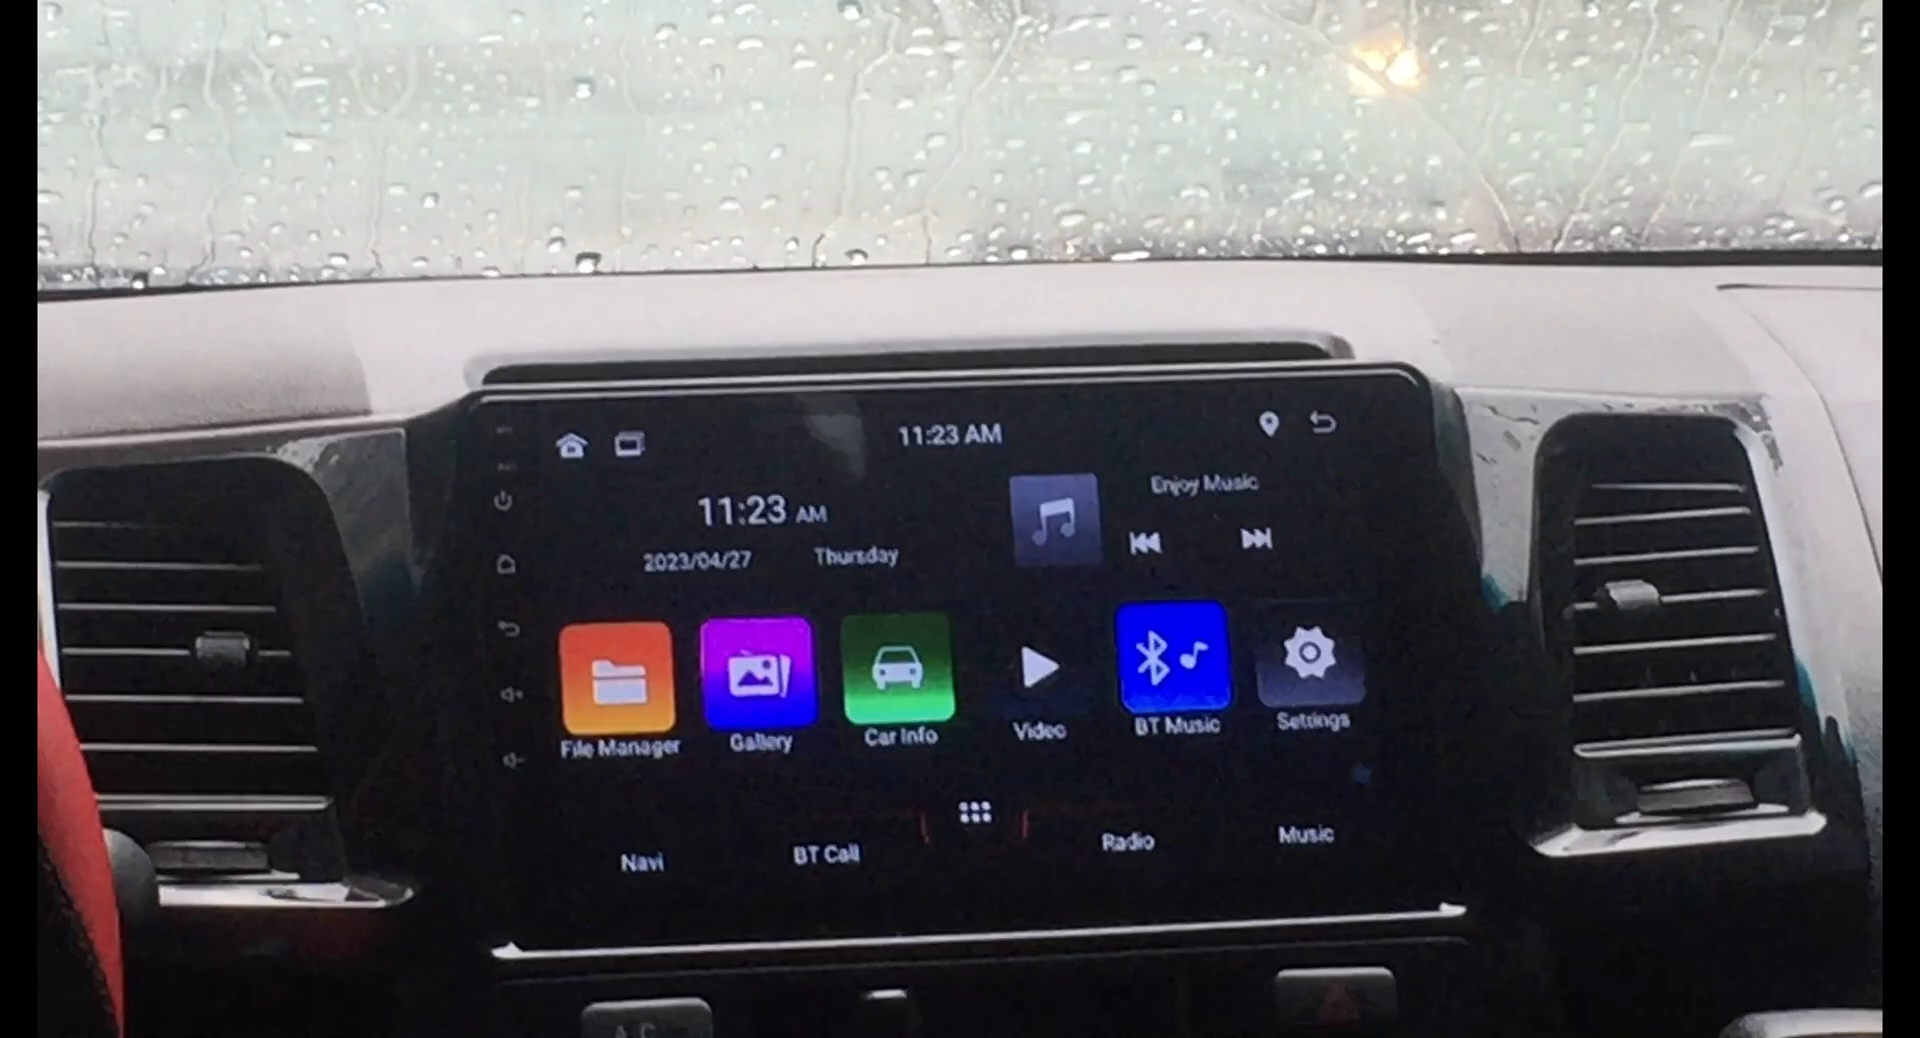 11:23 AM
11:23 AM
Enjoy Music
2023/04/27 Thursday
File Manager
Gallery
Car Info
Video
BT Music
Settings
Navi
BT Call
Radio
Music
A/C